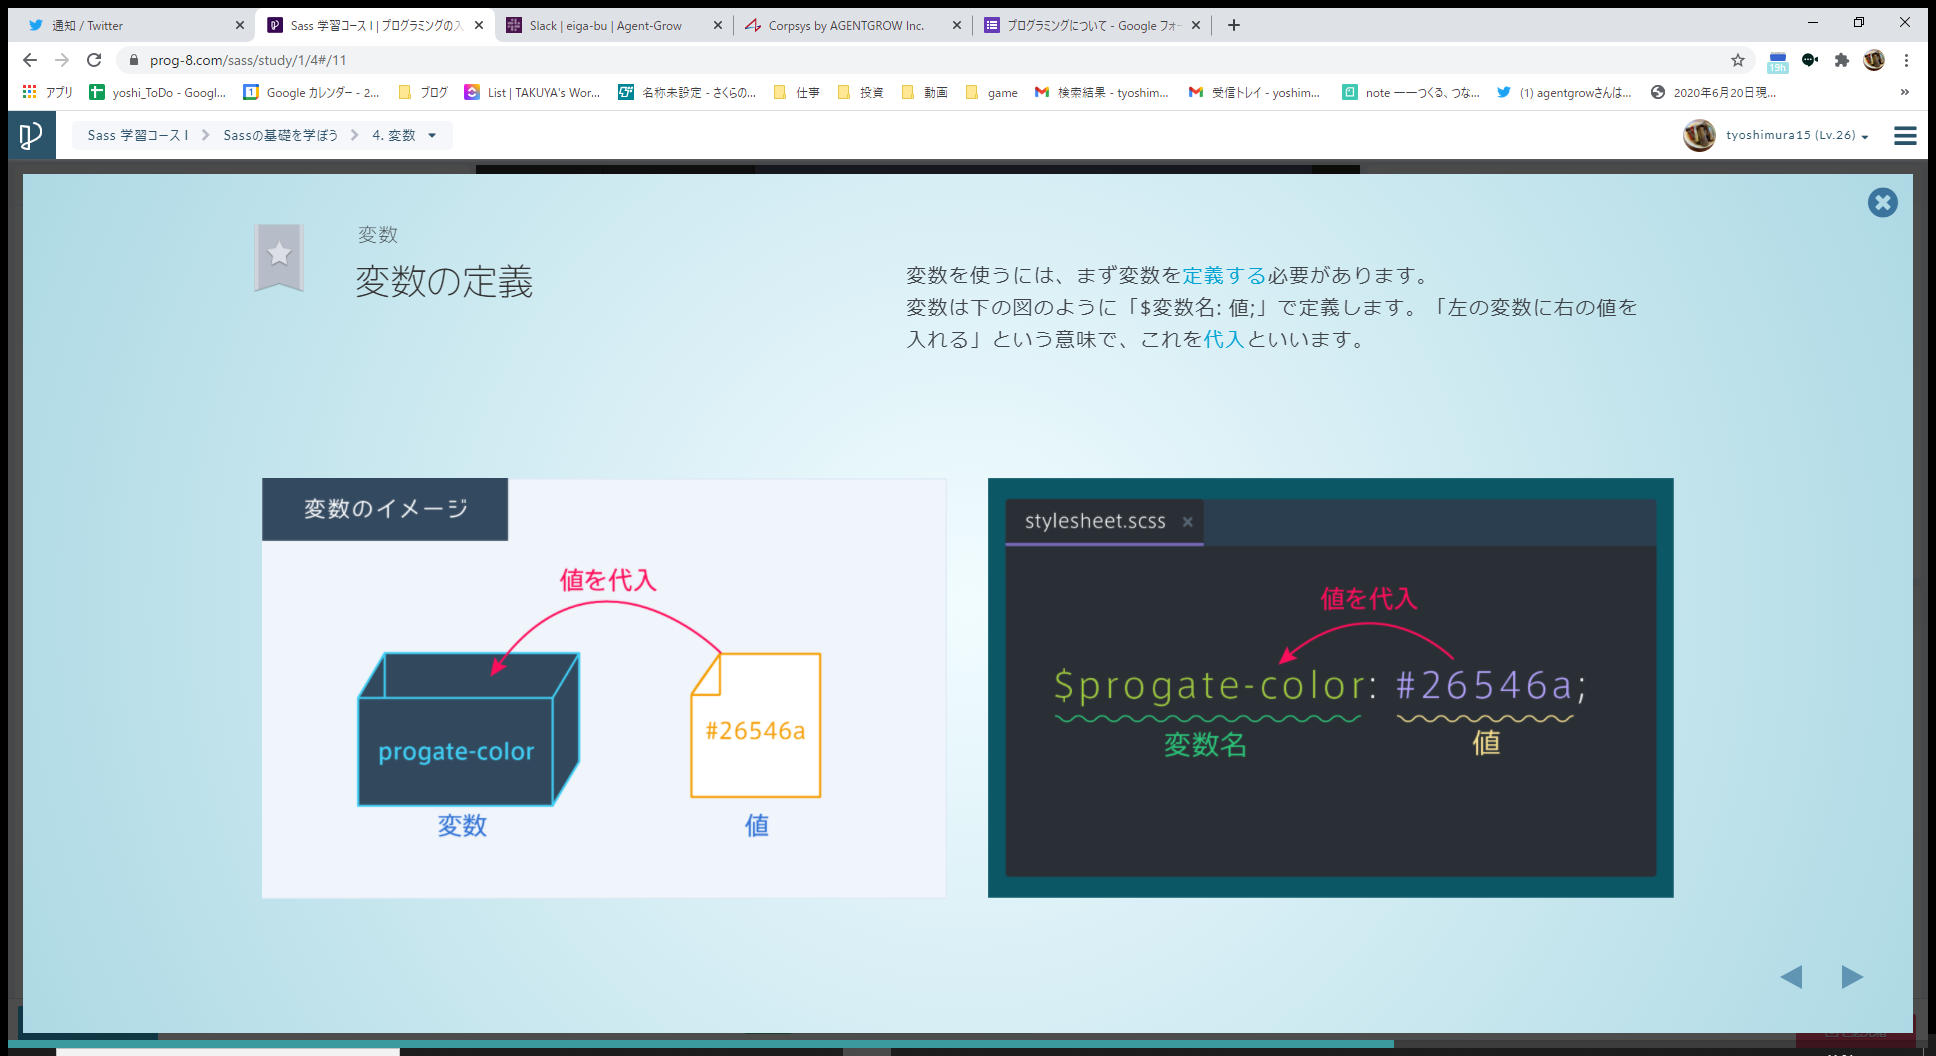 通知 / Twitter
Sass 学習コース I | プログラミングの入
Slack | eiga-bu | Agent-Grow
Corpsys by AGENTGROW Inc.
プログラミングについて - Google フォー
prog-8.com/sass/study/1/4#/11
19h
アプリ
yoshi_ToDo - Googl...
Google カレンダー - 2...
ブログ
List | TAKUYA's Wor...
名称未設定 - さくらの...
仕事
投資
動画
game
検索結果 - tyoshim...
受信トレイ - yoshim...
note ーーつくる、つな...
(1) agentgrowさんは...
2020年6月20日現...
Sass 学習コース I
Sassの基礎を学ぼう
4. 変数
tyoshimura15 (Lv.26)
変数
変数の定義
変数を使うには、まず変数を定義する必要があります。
変数は下の図のように「$変数名: 値;」で定義します。「左の変数に右の値を
入れる」という意味で、これを代入といいます。
変数のイメージ
値を代入
progate-color
#26546a
変数
値
stylesheet.scss
値を代入
$progate-color: #26546a;
変数名
値